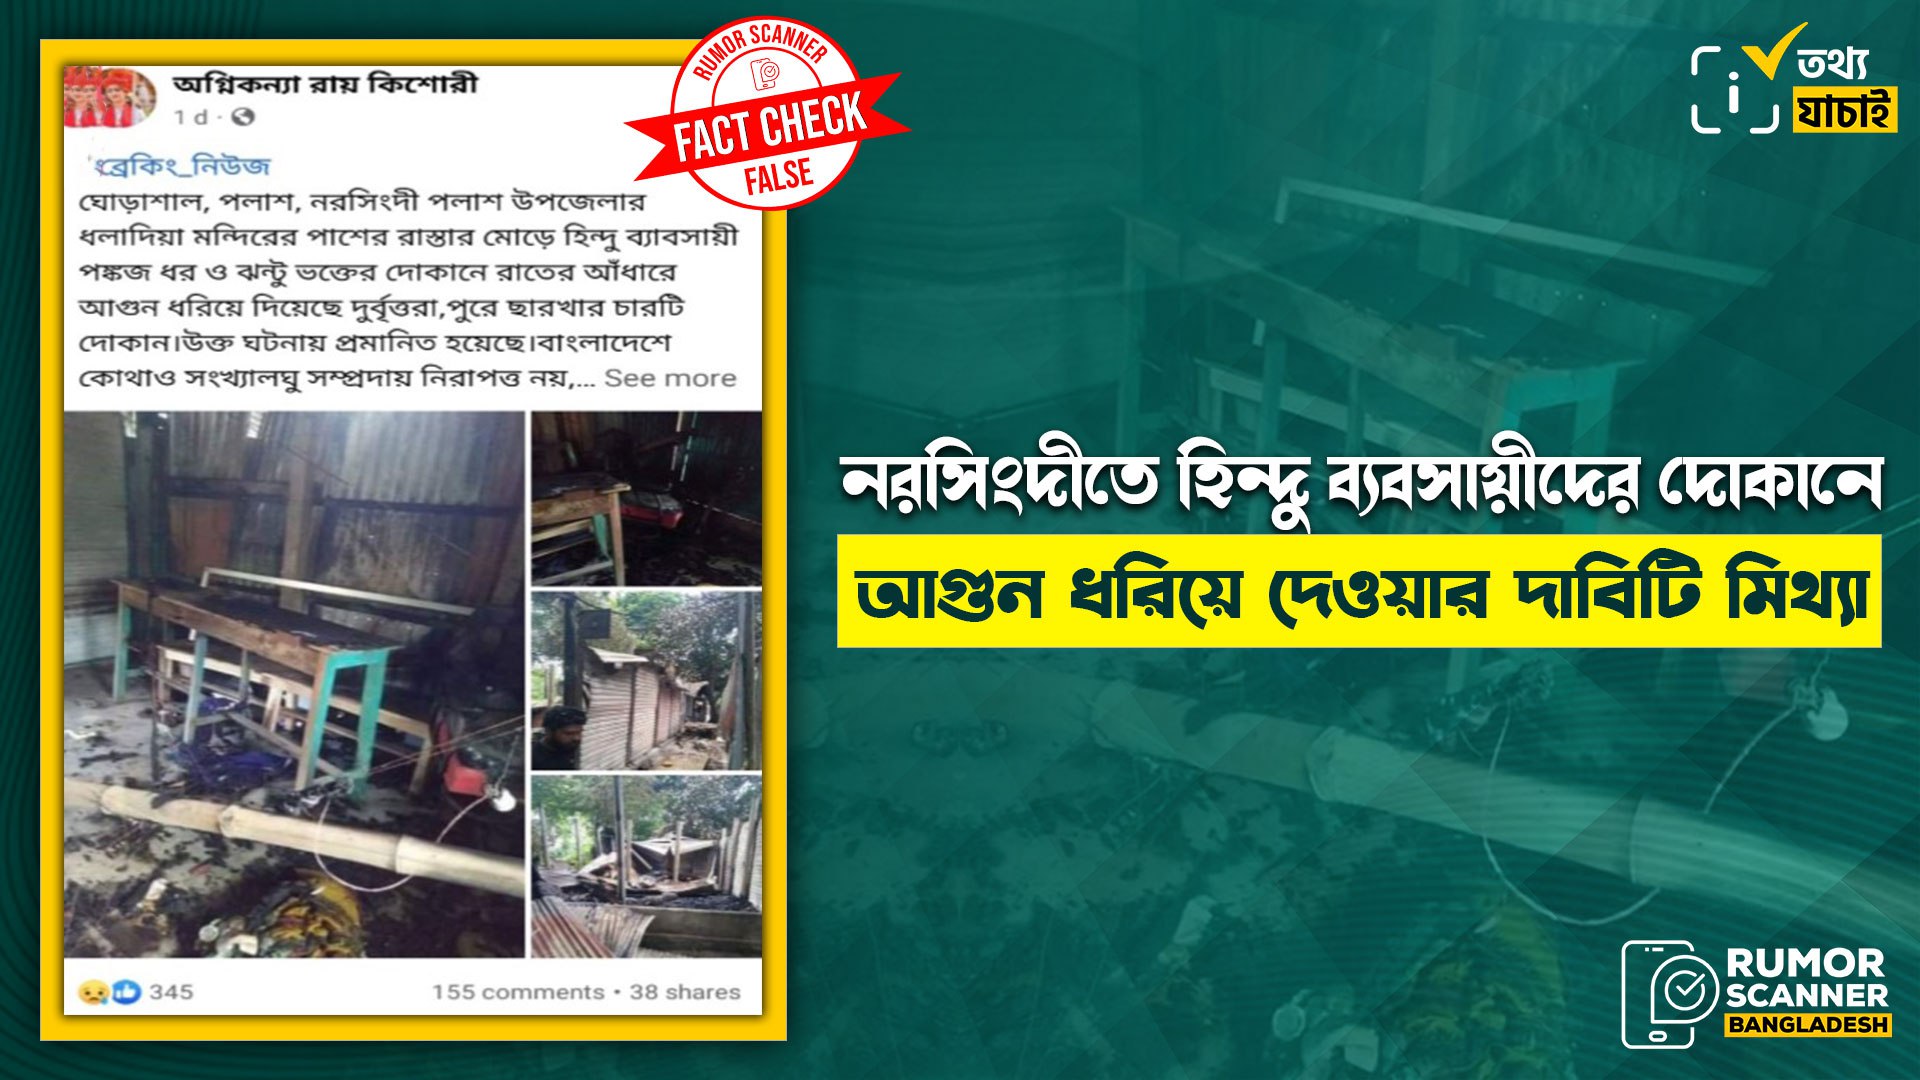 অগ্নিকন্যা রায় কিশোরী
1 d ·
ব্রেকিং_নিউজ
ঘোড়াশাল, পলাশ, নরসিংদী পলাশ উপজেলার
ধলাদিয়া মন্দিরের পাশের রাস্তার মোড়ে হিন্দু ব্যাবসায়ী
পঙ্কজ ধর ও ঝন্টু ভক্তের দোকানে রাতের আঁধারে
আগুন ধরিয়ে দিয়েছে দুর্বৃত্তরা,পুরে ছারখার চারটি
দোকান।উক্ত ঘটনায় প্রমানিত হয়েছে।বাংলাদেশে
কোথাও সংখ্যালঘু সম্প্রদায় নিরাপত্ত নয়,... See more
345
155 comments • 38 shares
RUMOR SCANNER
FACT CHECK
FALSE
তথ্য
যাচাই
নরসিংদীতে হিন্দু ব্যবসায়ীদের দোকানে
আগুন ধরিয়ে দেওয়ার দাবিটি মিথ্যা
RUMOR
SCANNER
BANGLADESH